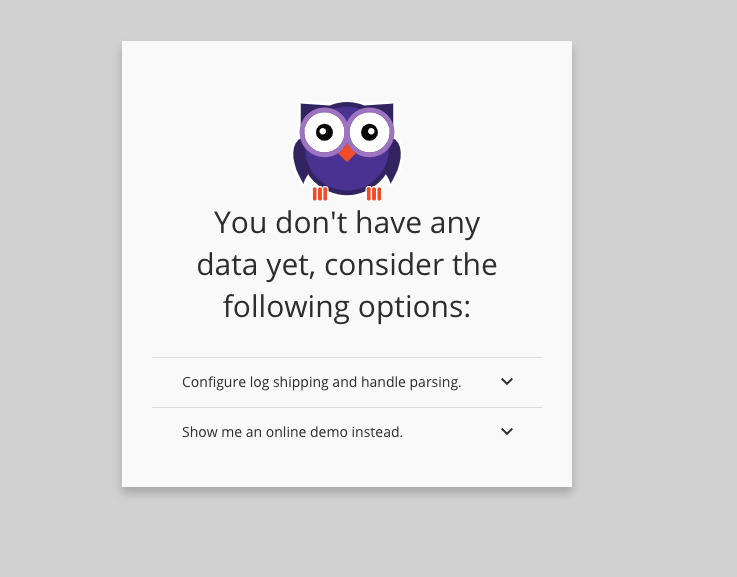 You don't have any
data yet, consider the
following options:
Configure log shipping and handle parsing.
Show me an online demo instead.